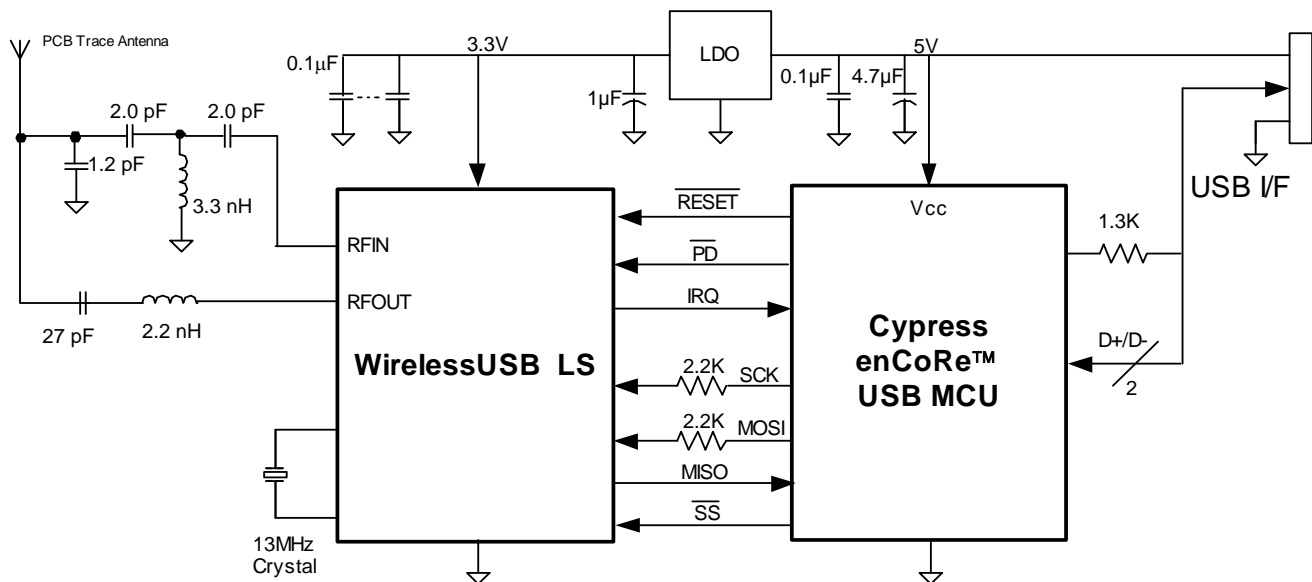 PCB Trace Antenna
3.3V
LDO
5V
0.1µF
1µF
0.1µF
4.7µF
2.0 pF
2.0 pF
1.2 pF
3.3 nH
USB I/F
RESET
Vcc
1.3K
RFIN
PD
RFOUT
IRQ
27 pF
2.2 nH
WirelessUSB LS
Cypress
enCoRe™
USB MCU
D+/D-
2
2.2K
SCK
2.2K
MOSI
MISO
SS
13MHz
Crystal